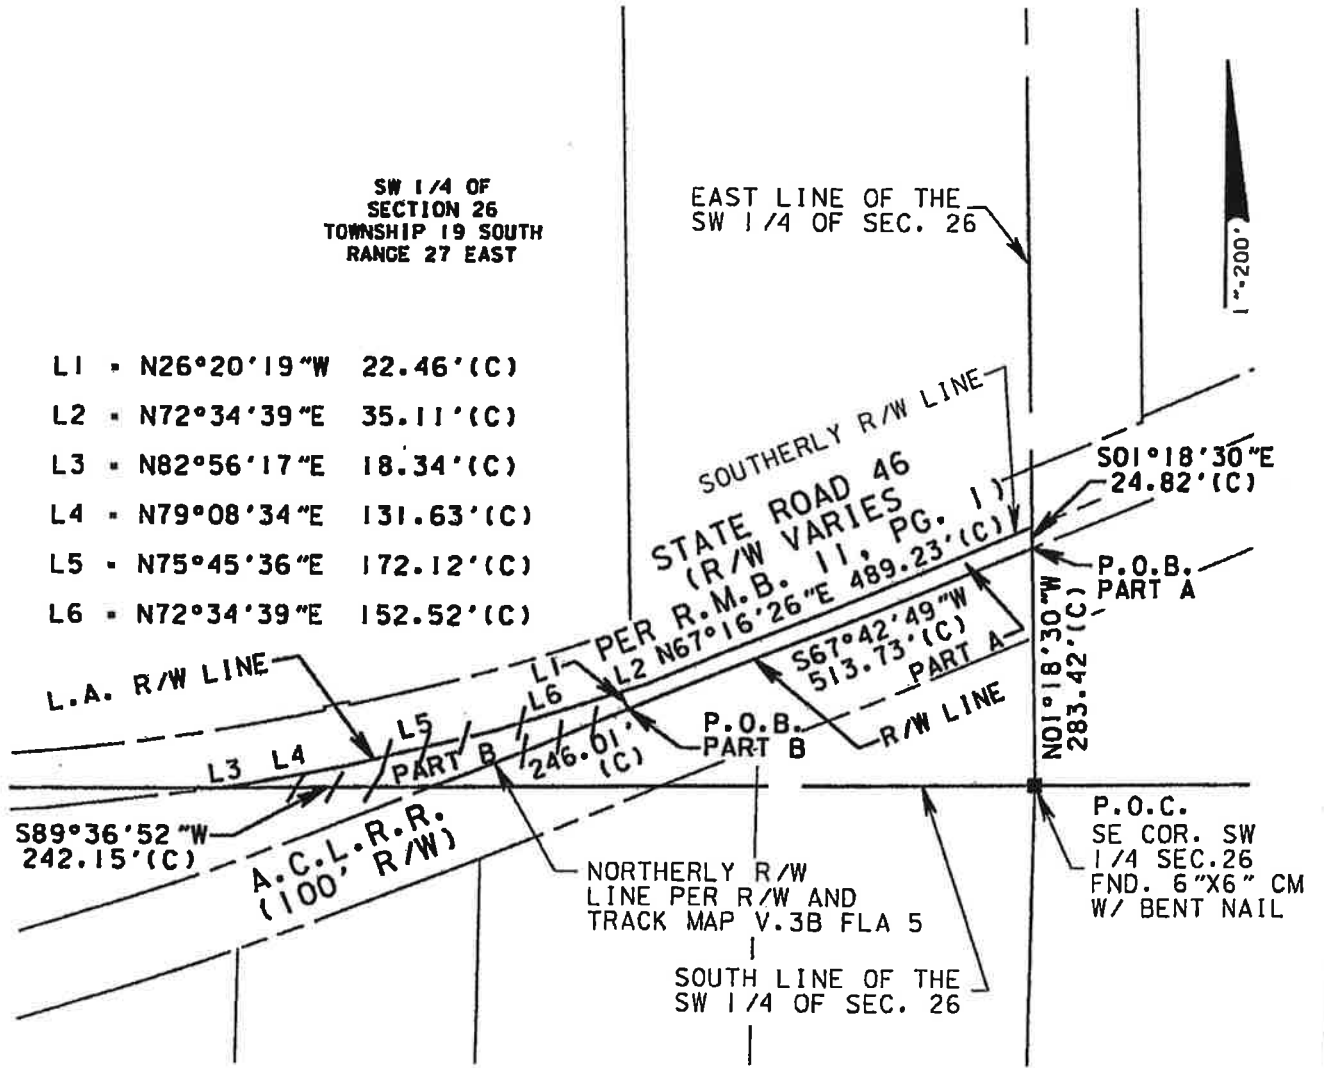 SW 1/4 OF
SECTION 26
TOWNSHIP 19 SOUTH
RANGE 27 EAST
EAST LINE OF THE
SW 1/4 OF SEC. 26
1"=200'
L1 = N26°20'19"W 22.46'(C)
L2 = N72°34'39"E 35.11'(C)
L3 = N82°56'17"E 18.34'(C)
L4 = N79°08'34"E 131.63'(C)
L5 = N75°45'36"E 172.12'(C)
L6 = N72°34'39"E 152.52'(C)
SOUTHERLY R/W LINE
STATE ROAD 46
(R/W VARIES
PER R.M.B. 11, PG. 1)
S01°18'30"E
24.82'(C)
P.O.B.
PART A
N67°16'26"E 489.23'(C)
S67°42'49"W
513.73'(C)
PART A
R/W LINE
N01°18'30"W
283.42'(C)
L.A. R/W LINE
L1
L2
L6
L5
L4
L3
PART B
246.01'
(C)
P.O.B.
PART B
S89°36'52"W
242.15'(C)
A.C.L.R.R.
(100' R/W)
NORTHERLY R/W
LINE PER R/W AND
TRACK MAP V.3B FLA 5
SOUTH LINE OF THE
SW 1/4 OF SEC. 26
P.O.C.
SE COR. SW
1/4 SEC.26
FND. 6"X6" CM
W/ BENT NAIL